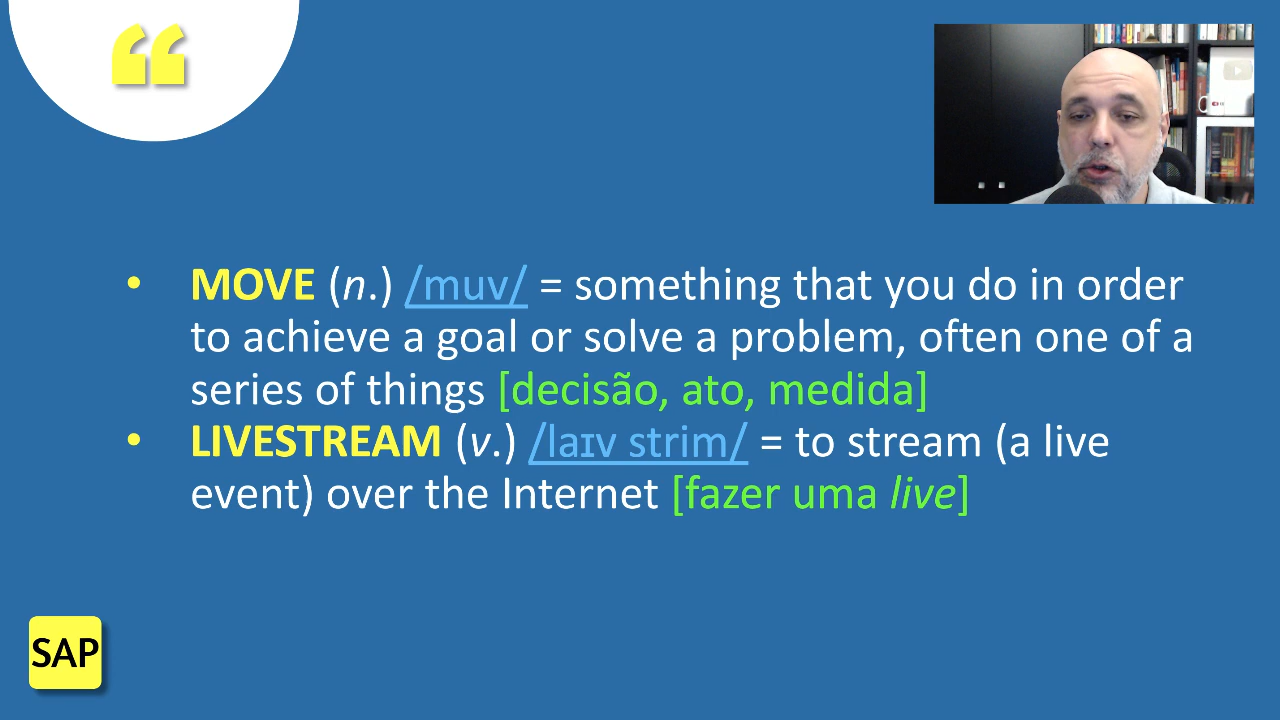 “
• MOVE (n.) /muv/ = something that you do in order
to achieve a goal or solve a problem, often one of a
series of things [decisão, ato, medida]
• LIVESTREAM (v.) /laɪv strim/ = to stream (a live
event) over the Internet [fazer uma live]
SAP